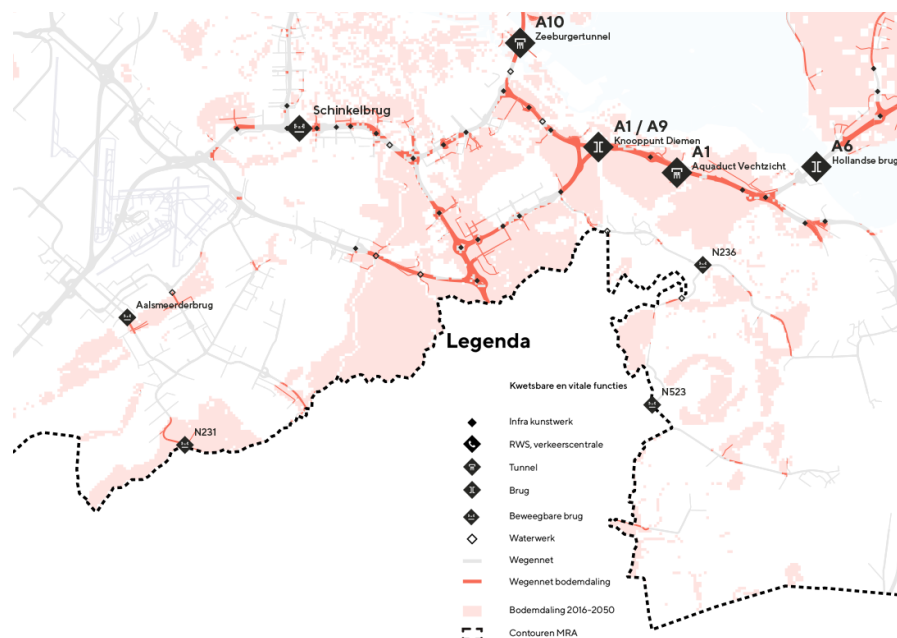 A10
Zeeburgertunnel
Schinkelbrug
A1 / A9
Knooppunt Diemen
A1
Aquaduct Vechtzicht
A6
Hollandse brug
N236
Aalsmeerderbrug
N523
N231
Legenda
Kwetsbare en vitale functies
Infra kunstwerk
RWS, verkeerscentrale
Tunnel
Brug
Beweegbare brug
Waterwerk
Wegennet
Wegennet bodemdaling
Bodemdaling 2016-2050
Contouren MRA